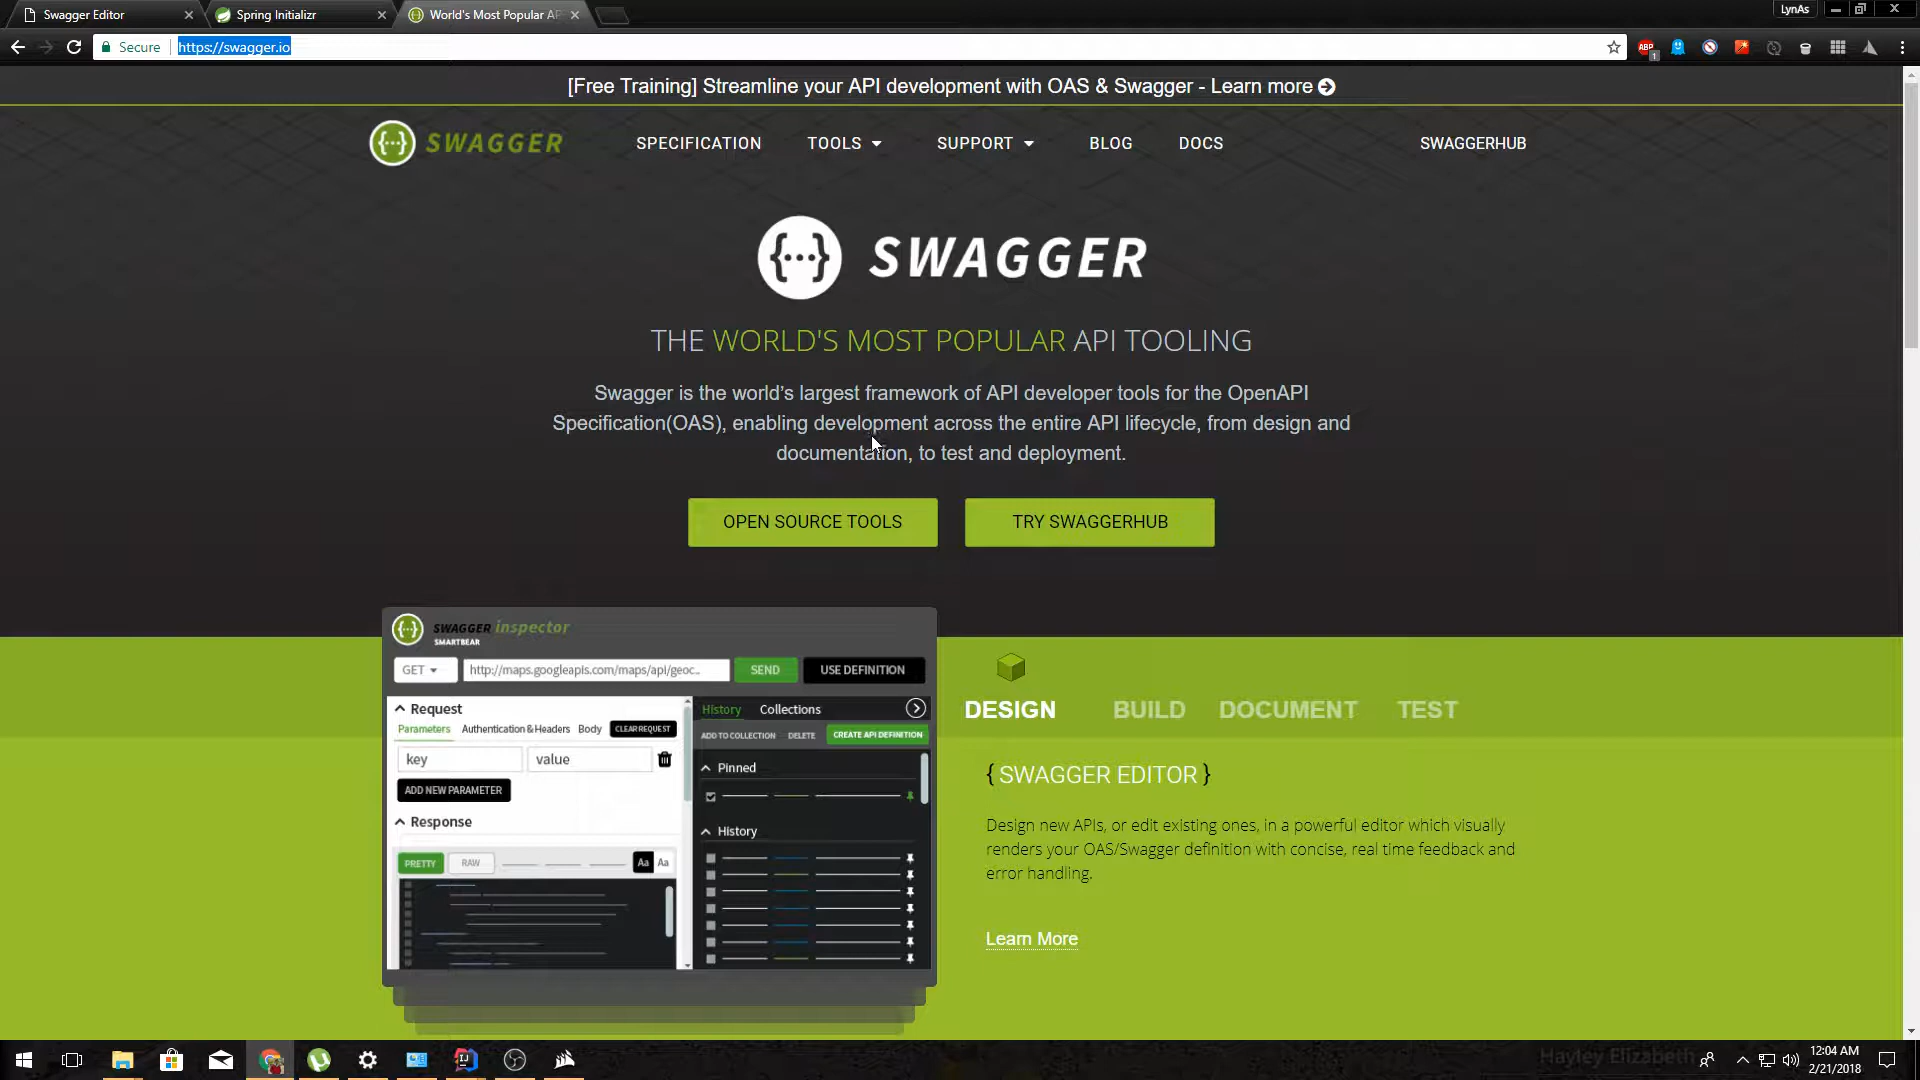 Swagger Editor
Spring Initializr
World's Most Popular AP
LynAs
Secure
https://swagger.io
ABP
1
[Free Training] Streamline your API development with OAS & Swagger - Learn more
{···} SWAGGER
SPECIFICATION
TOOLS
SUPPORT
BLOG
DOCS
SWAGGERHUB
{···} SWAGGER
THE WORLD'S MOST POPULAR API TOOLING
Swagger is the world's largest framework of API developer tools for the OpenAPI
Specification(OAS), enabling development across the entire API lifecycle, from design and
documentation, to test and deployment.
OPEN SOURCE TOOLS
TRY SWAGGERHUB
{···} SWAGGER inspector
SMARTBEAR
GET
http://maps.googleapis.com/maps/api/geoc..
SEND
USE DEFINITION
Request
Parameters
Authentication & Headers
Body
CLEAR REQUEST
key
value
ADD NEW PARAMETER
Response
PRETTY
RAW
Aa
Aa
History
Collections
ADD TO COLLECTION
DELETE
CREATE API DEFINITION
Pinned
History
DESIGN
BUILD
DOCUMENT
TEST
{ SWAGGER EDITOR }
Design new APIs, or edit existing ones, in a powerful editor which visually
renders your OAS/Swagger definition with concise, real time feedback and
error handling.
Learn More
Hayley Elizabeth
12:04 AM
2/21/2018